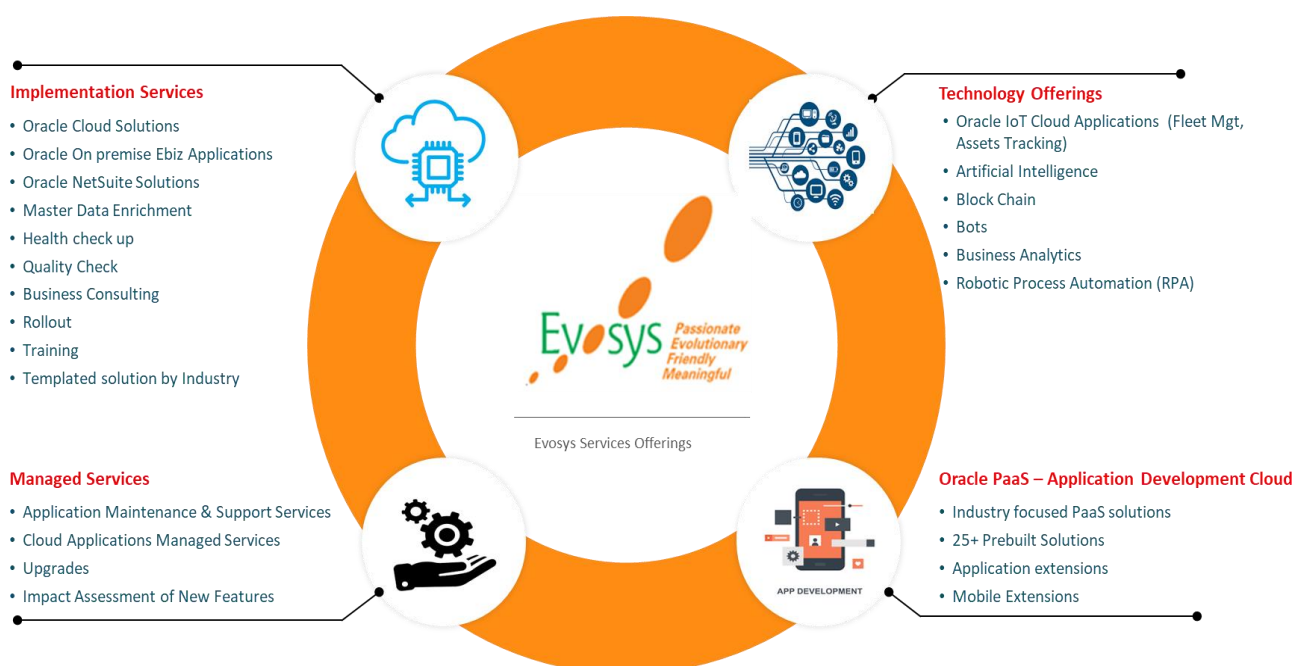 Implementation Services
• Oracle Cloud Solutions
• Oracle On premise Ebiz Applications
• Oracle NetSuite Solutions
• Master Data Enrichment
• Health check up
• Quality Check
• Business Consulting
• Rollout
• Training
• Templated solution by Industry
Technology Offerings
• Oracle IoT Cloud Applications (Fleet Mgt,
Assets Tracking)
• Artificial Intelligence
• Block Chain
• Bots
• Business Analytics
• Robotic Process Automation (RPA)
Evosys
Passionate
Evolutionary
Friendly
Meaningful
Evosys Services Offerings
Managed Services
• Application Maintenance & Support Services
• Cloud Applications Managed Services
• Upgrades
• Impact Assessment of New Features
Oracle PaaS – Application Development Cloud
• Industry focused PaaS solutions
• 25+ Prebuilt Solutions
• Application extensions
• Mobile Extensions
APP DEVELOPMENT